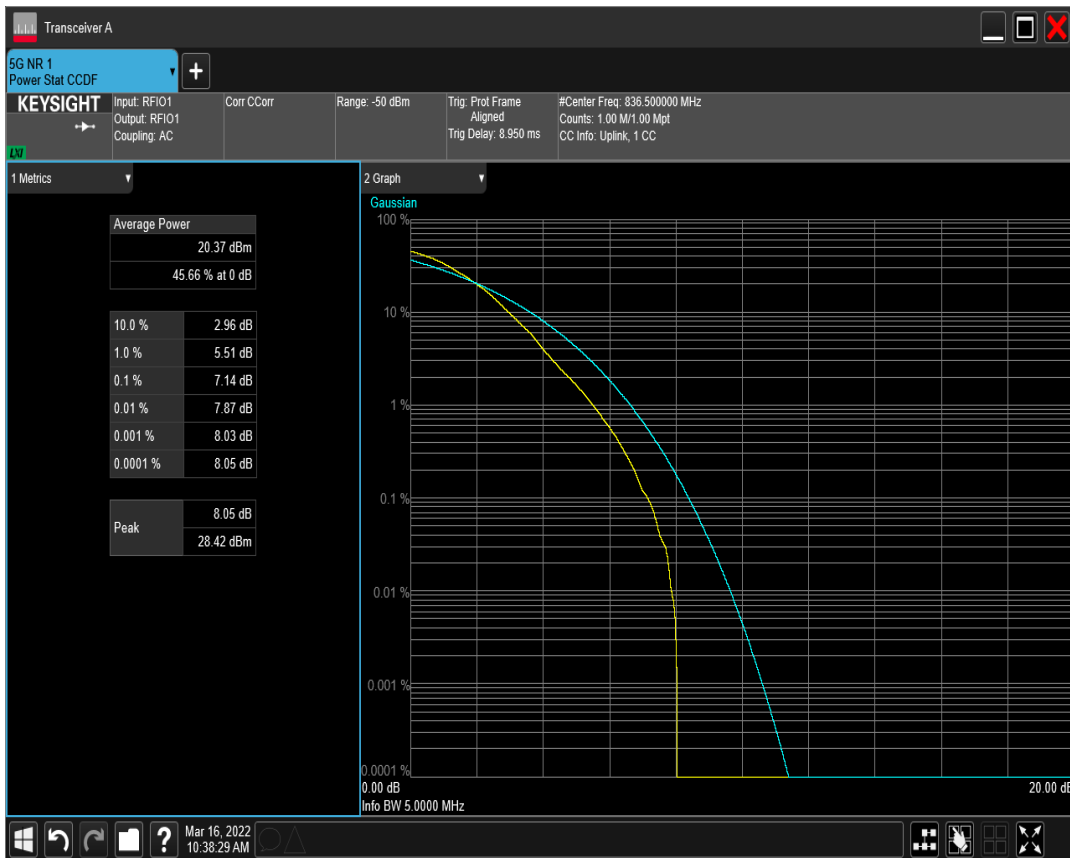 Transceiver A
5G NR 1
Power Stat CCDF
KEYSIGHT
LXI
Input: RFIO1
Output: RFIO1
Coupling: AC
Corr CCorr
Range: -50 dBm
Trig: Prot Frame
Aligned
Trig Delay: 8.950 ms
#Center Freq: 836.500000 MHz
Counts: 1.00 M/1.00 Mpt
CC Info: Uplink, 1 CC
1 Metrics
Average Power
20.37 dBm
45.66 % at 0 dB
10.0 % 2.96 dB
1.0 % 5.51 dB
0.1 % 7.14 dB
0.01 % 7.87 dB
0.001 % 8.03 dB
0.0001 % 8.05 dB
Peak
8.05 dB
28.42 dBm
2 Graph
Gaussian
100 %
10 %
1 %
0.1 %
0.01 %
0.001 %
0.0001 %
0.00 dB 20.00 dB
Info BW 5.0000 MHz
?
Mar 16, 2022
10:38:29 AM